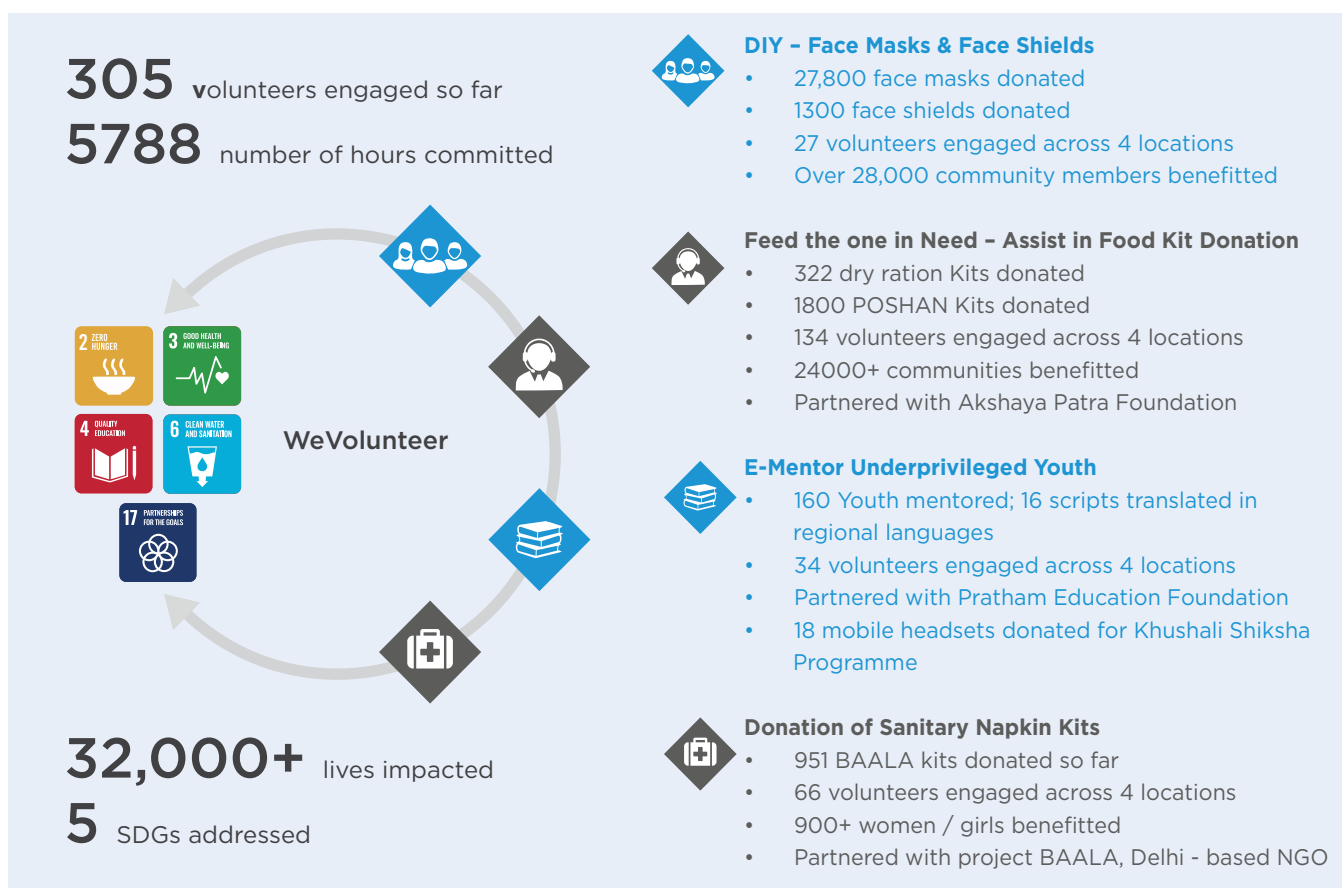 305 volunteers engaged so far
5788 number of hours committed
2 ZERO
HUNGER
3 GOOD HEALTH
AND WELL-BEING
4 QUALITY
EDUCATION
6 CLEAN WATER
AND SANITATION
17 PARTNERSHIPS
FOR THE GOALS
WeVolunteer
32,000+ lives impacted
5 SDGs addressed
DIY – Face Masks & Face Shields
• 27,800 face masks donated
• 1300 face shields donated
• 27 volunteers engaged across 4 locations
• Over 28,000 community members benefitted
Feed the one in Need – Assist in Food Kit Donation
• 322 dry ration Kits donated
• 1800 POSHAN Kits donated
• 134 volunteers engaged across 4 locations
• 24000+ communities benefitted
• Partnered with Akshaya Patra Foundation
E-Mentor Underprivileged Youth
• 160 Youth mentored; 16 scripts translated in
regional languages
• 34 volunteers engaged across 4 locations
• Partnered with Pratham Education Foundation
• 18 mobile headsets donated for Khushali Shiksha
Programme
Donation of Sanitary Napkin Kits
• 951 BAALA kits donated so far
• 66 volunteers engaged across 4 locations
• 900+ women / girls benefitted
• Partnered with project BAALA, Delhi - based NGO